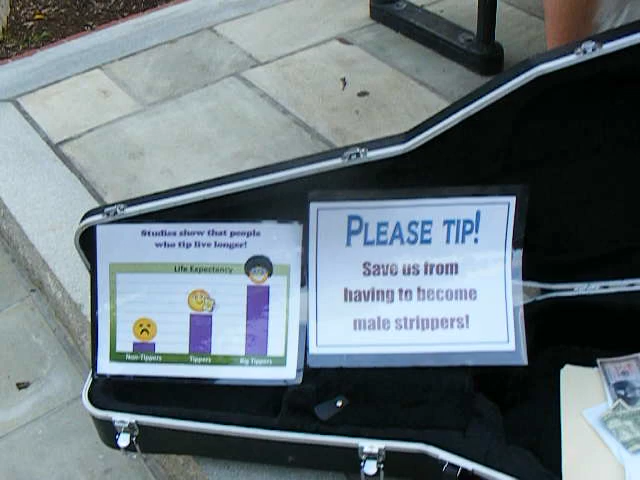 Studies show that people
who tip live longer!
Life Expectancy
Non-Tippers Tippers Big Tippers
PLEASE TIP!
Save us from
having to become
male strippers!